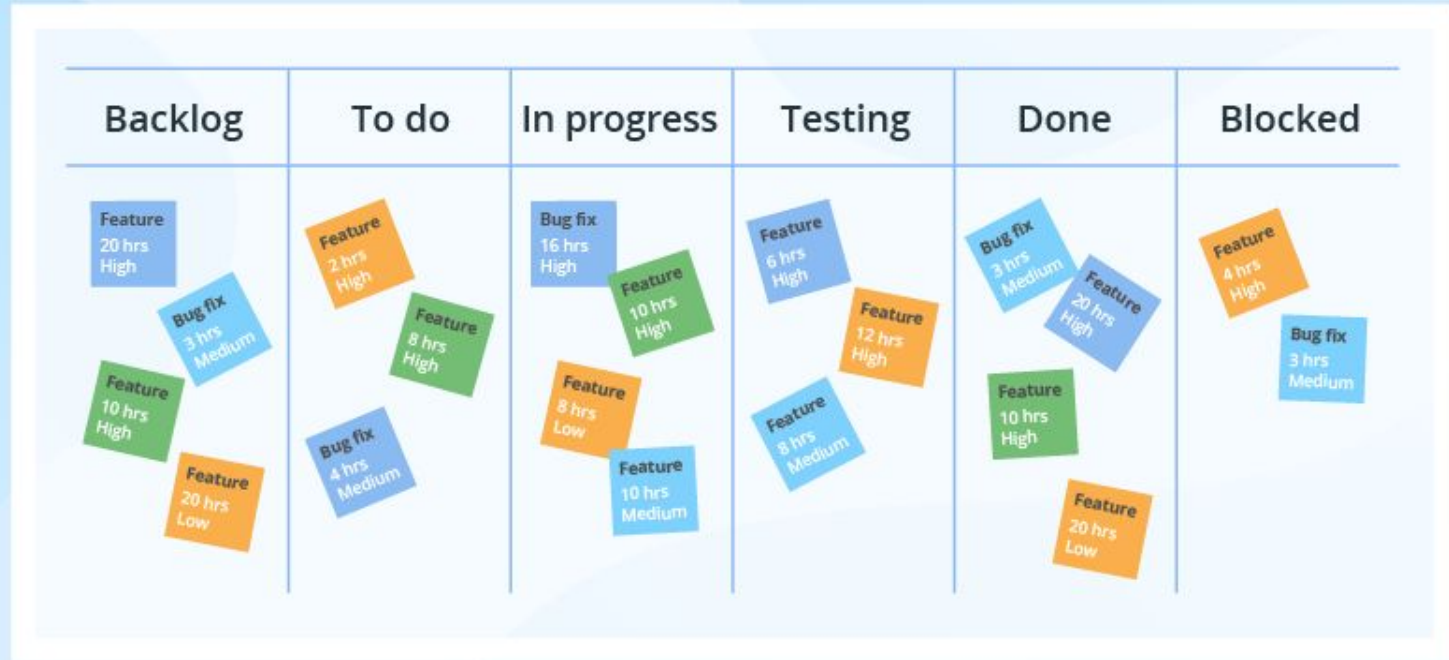 Backlog
To do
In progress
Testing
Done
Blocked
Feature
20 hrs
High
Bug fix
3 hrs
Medium
Feature
10 hrs
High
Feature
20 hrs
Low
Feature
2 hrs
High
Feature
8 hrs
High
Bug fix
4 hrs
Medium
Bug fix
16 hrs
High
Feature
10 hrs
High
Feature
8 hrs
Low
Feature
10 hrs
Medium
Feature
6 hrs
High
Feature
12 hrs
High
Feature
8 hrs
Medium
Bug fix
3 hrs
Medium
Feature
20 hrs
High
Feature
10 hrs
High
Feature
20 hrs
Low
Feature
4 hrs
High
Bug fix
3 hrs
Medium